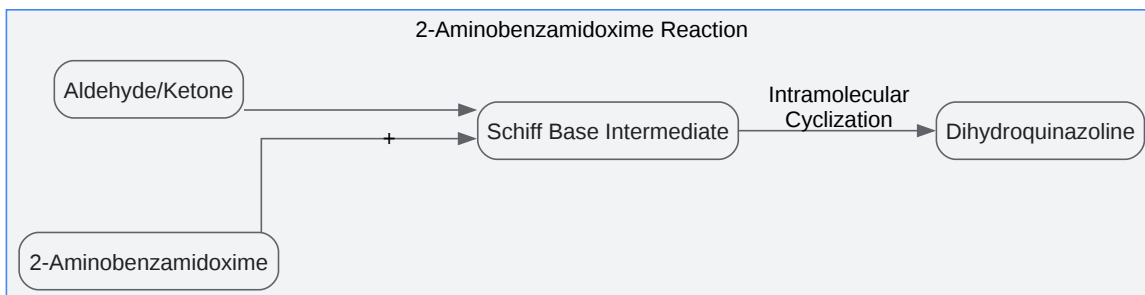 2-Aminobenzamidoxime Reaction
Aldehyde/Ketone
+
Schiff Base Intermediate
Intramolecular
Cyclization
Dihydroquinazoline
2-Aminobenzamidoxime